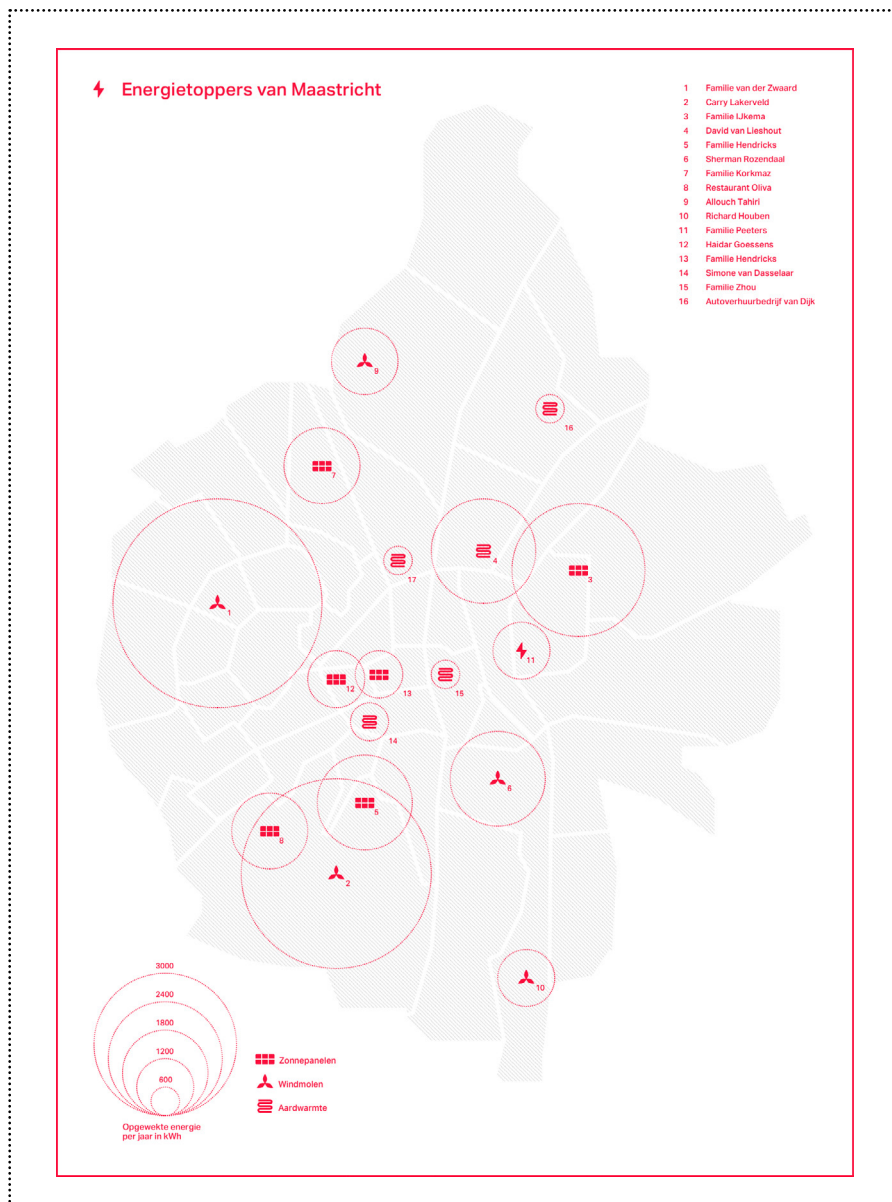 Energietoppers van Maastricht
1 Familie van der Zwaard
2 Carry Lakerveld
3 Familie IJkema
4 David van Lieshout
5 Familie Hendricks
6 Sherman Rozendaal
7 Familie Korkmaz
8 Restaurant Oliva
9 Allouch Tahiri
10 Richard Houben
11 Familie Peeters
12 Haidar Goessens
13 Familie Hendricks
14 Simone van Dasselaar
15 Familie Zhou
16 Autoverhuurbedrijf van Dijk
9
16
7
4
17
3
1
11
12
13
15
14
6
5
8
2
10
3000
2400
1800
1200
600
Opgewekte energie
per jaar in kWh
Zonnepanelen
Windmolen
Aardwarmte